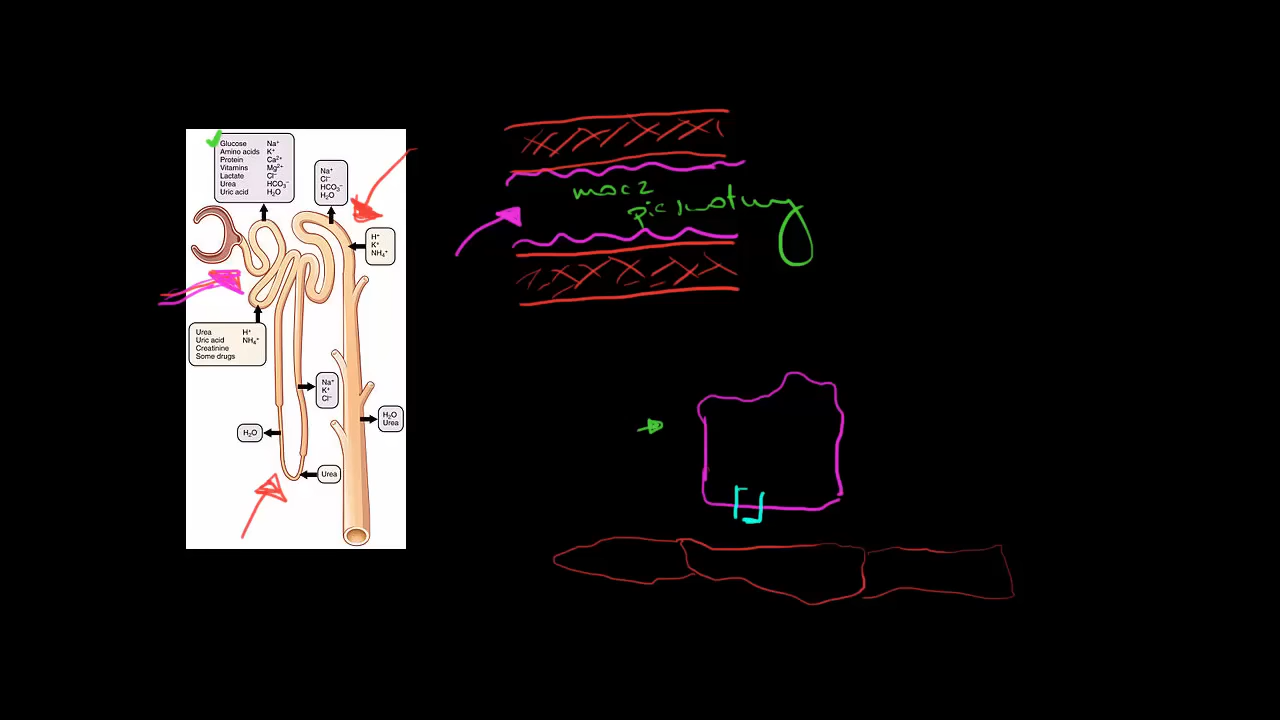 Glucose Na⁺
Amino acids K⁺
Protein Ca²⁺
Vitamins Mg²⁺
Lactate Cl⁻
Urea HCO₃⁻
Uric acid H₂O
Na⁺
Cl⁻
HCO₃⁻
H₂O
H⁺
K⁺
NH₄⁺
mocz
pierwotny
Urea H⁺
Uric acid NH₄⁺
Creatinine
Some drugs
Na⁺
K⁺
Cl⁻
H₂O
Urea
H₂O
Urea